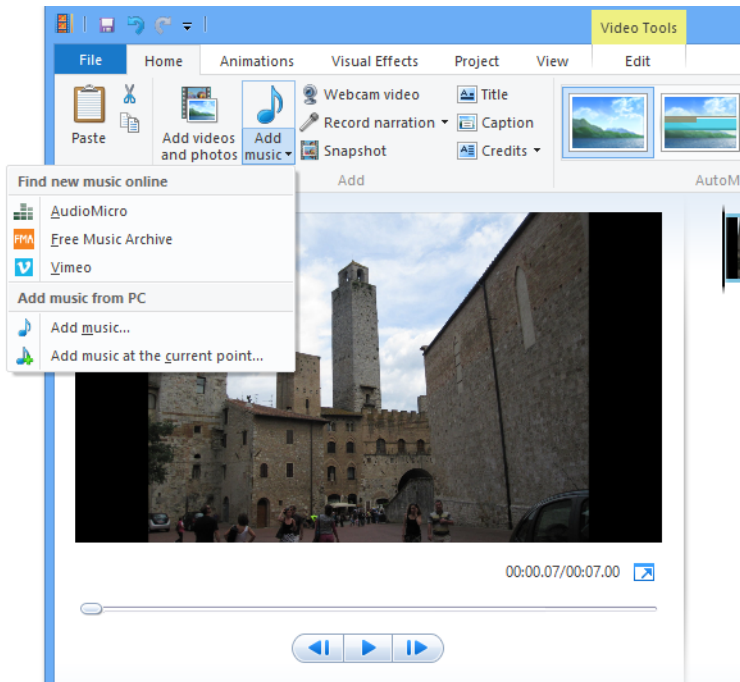 Video Tools
File Home Animations Visual Effects Project View Edit
Paste
Add videos
and photos
Add
music
Webcam video
Record narration
Snapshot
Title
Caption
Credits
Add
AutoM
Find new music online
AudioMicro
FMA Free Music Archive
Vimeo
Add music from PC
Add music...
Add music at the current point...
00:00.07/00:07.00